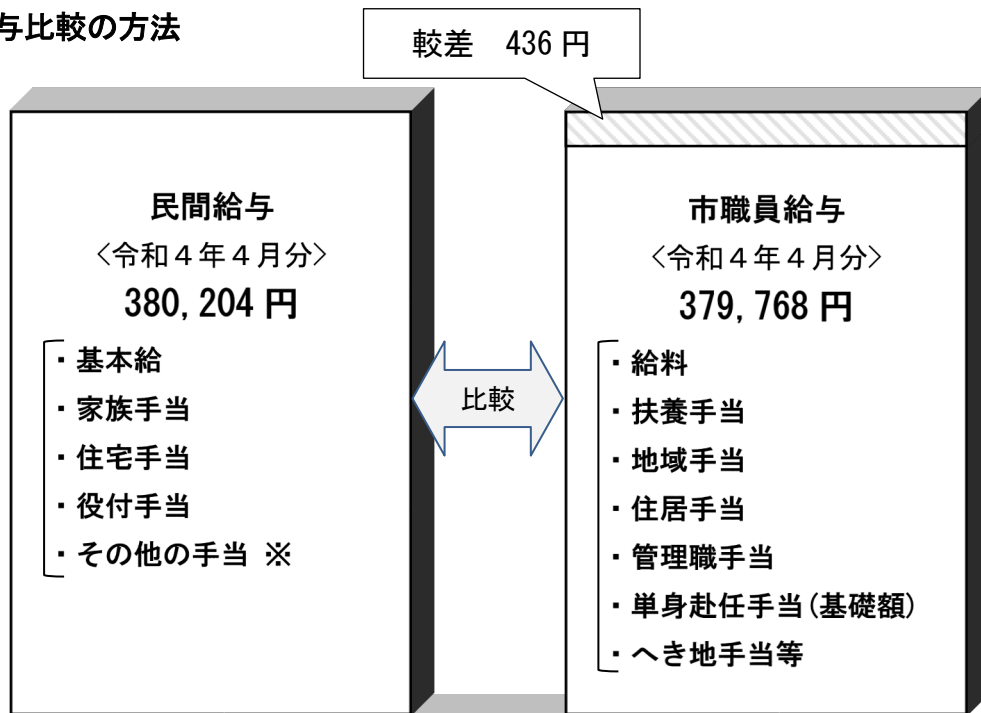 与比較の方法
較差　436 円
民間給与
〈令和４年４月分〉
380,204 円
・基本給
・家族手当
・住宅手当
・役付手当
・その他の手当 ※
比較
市職員給与
〈令和４年４月分〉
379,768 円
・給料
・扶養手当
・地域手当
・住居手当
・管理職手当
・単身赴任手当(基礎額)
・へき地手当等